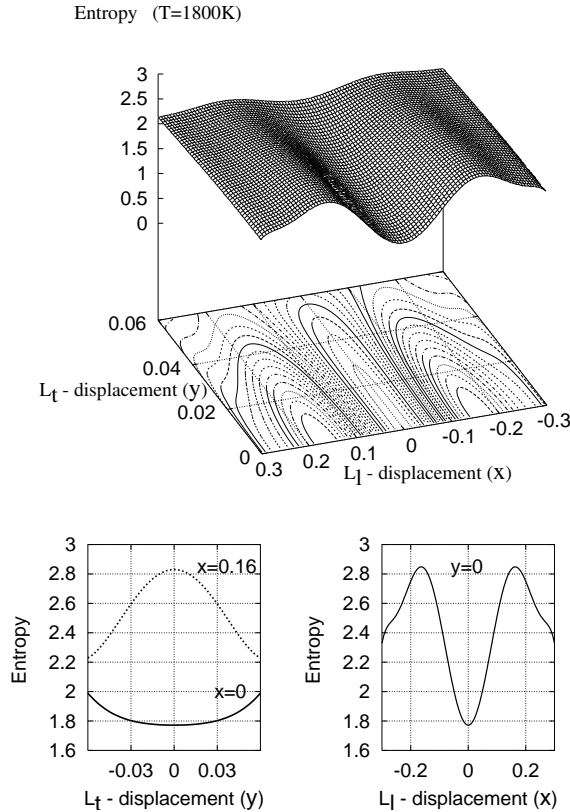 Entropy (T=1800K)
3
2.5
2
1.5
1
0.5
0
0.06
0.04
0.02
0
Lt - displacement (y)
0.3
0.2
0.1
0
-0.1
-0.2
-0.3
Ll - displacement (x)
3
2.8
2.6
2.4
2.2
2
1.8
1.6
Entropy
x=0.16
x=0
-0.03 0 0.03
Lt - displacement (y)
3
2.8
2.6
2.4
2.2
2
1.8
1.6
Entropy
y=0
-0.2 0 0.2
Ll - displacement (x)